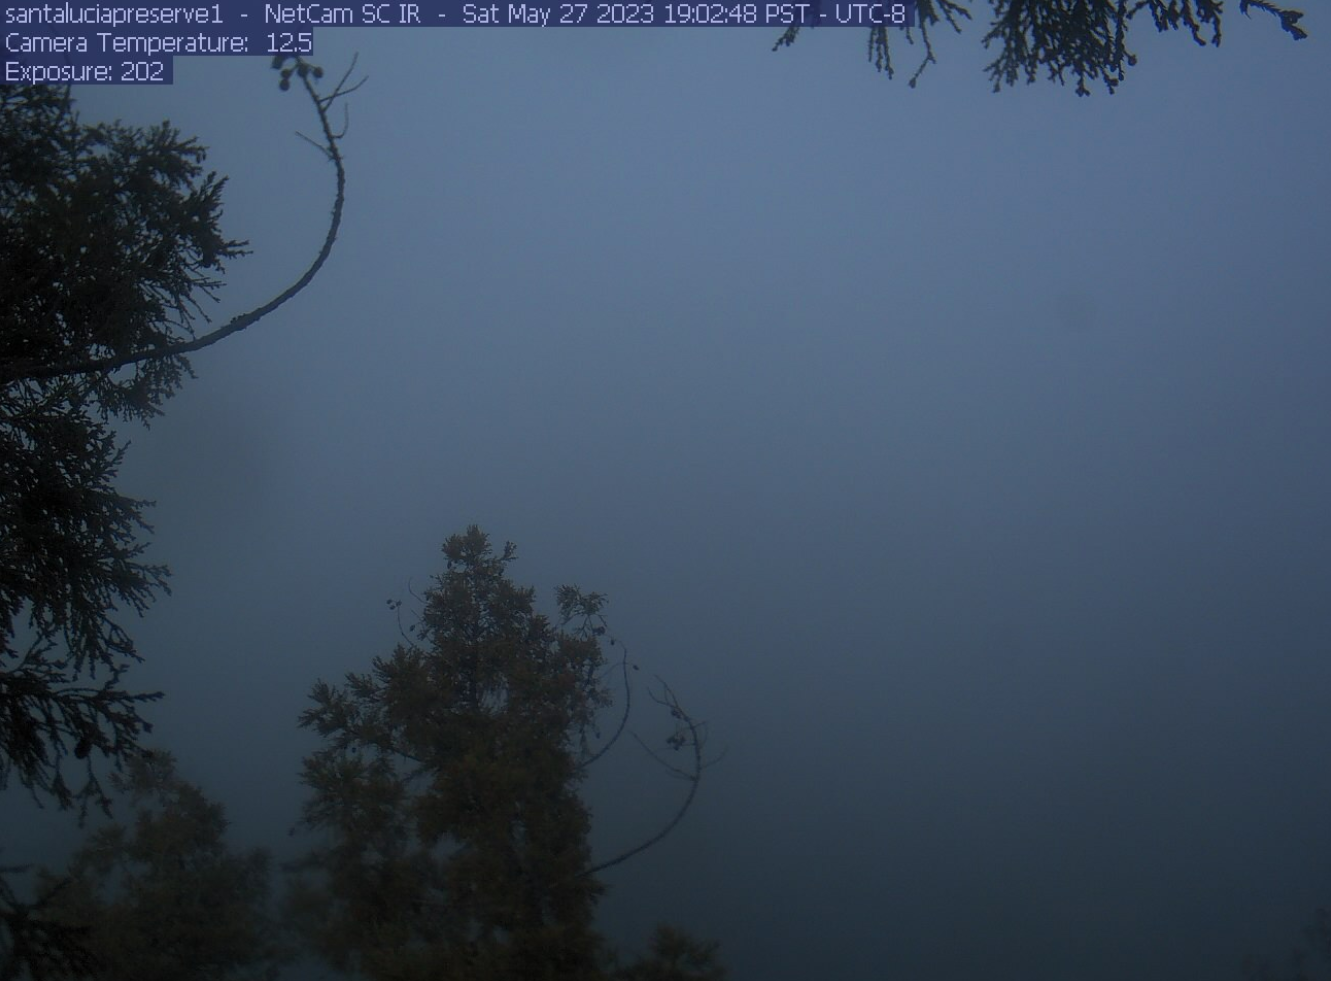 santaluciapreserve1 - NetCam SC IR - Sat May 27 2023 19:02:48 PST - UTC-8
Camera Temperature: 12.5
Exposure: 202